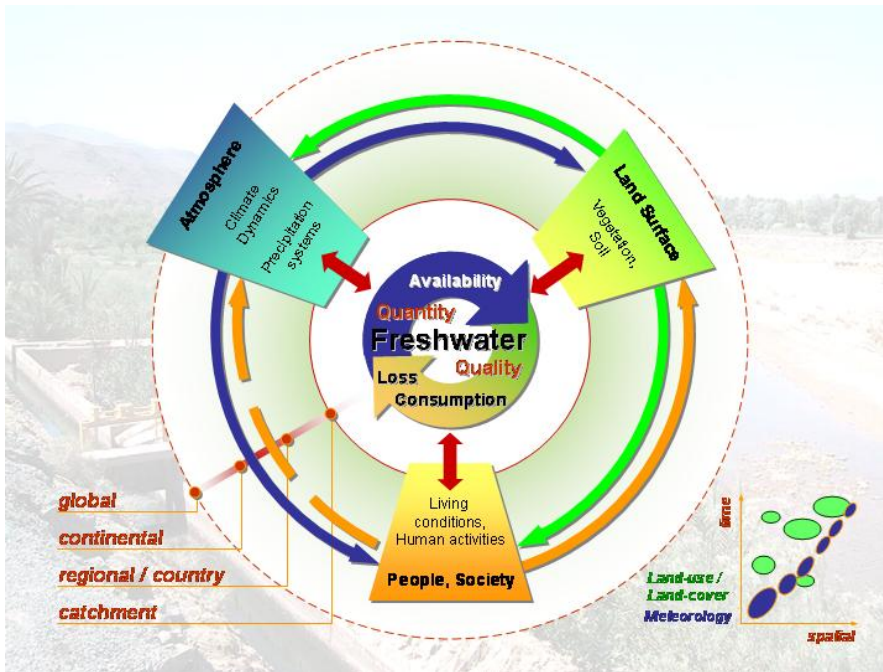 Atmosphere
Climate
Dynamics
Precipitation
systems
Land Surface
Vegetation,
Soil
Availability
Quantity
Freshwater
Quality
Loss
Consumption
Living
conditions,
Human activities
People, Society
global
continental
regional / country
catchment
time
Land-use /
Land-cover
Meteorology
spatial